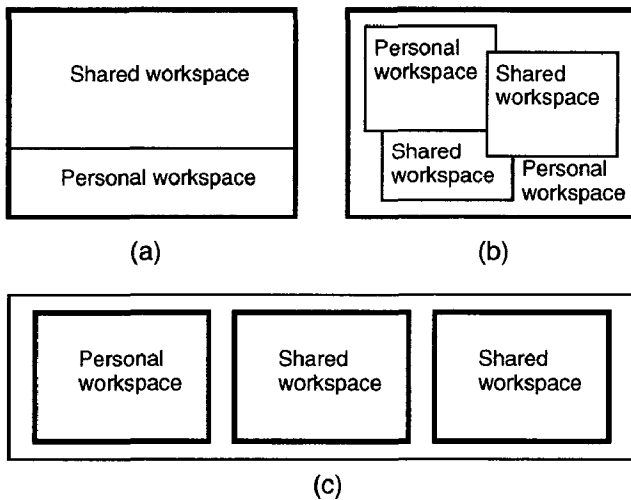 Shared workspace
Personal workspace
(a)
Personal
workspace
Shared
workspace
Shared
workspace
Personal
workspace
(b)
Personal
workspace
Shared
workspace
Shared
workspace
(c)